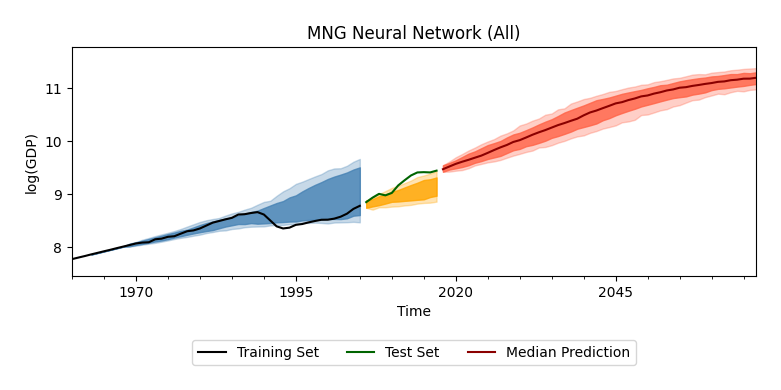 MNG Neural Network (All)
11
10
9
8
log(GDP)
1970 1995 2020 2045
Time
Training Set Test Set Median Prediction